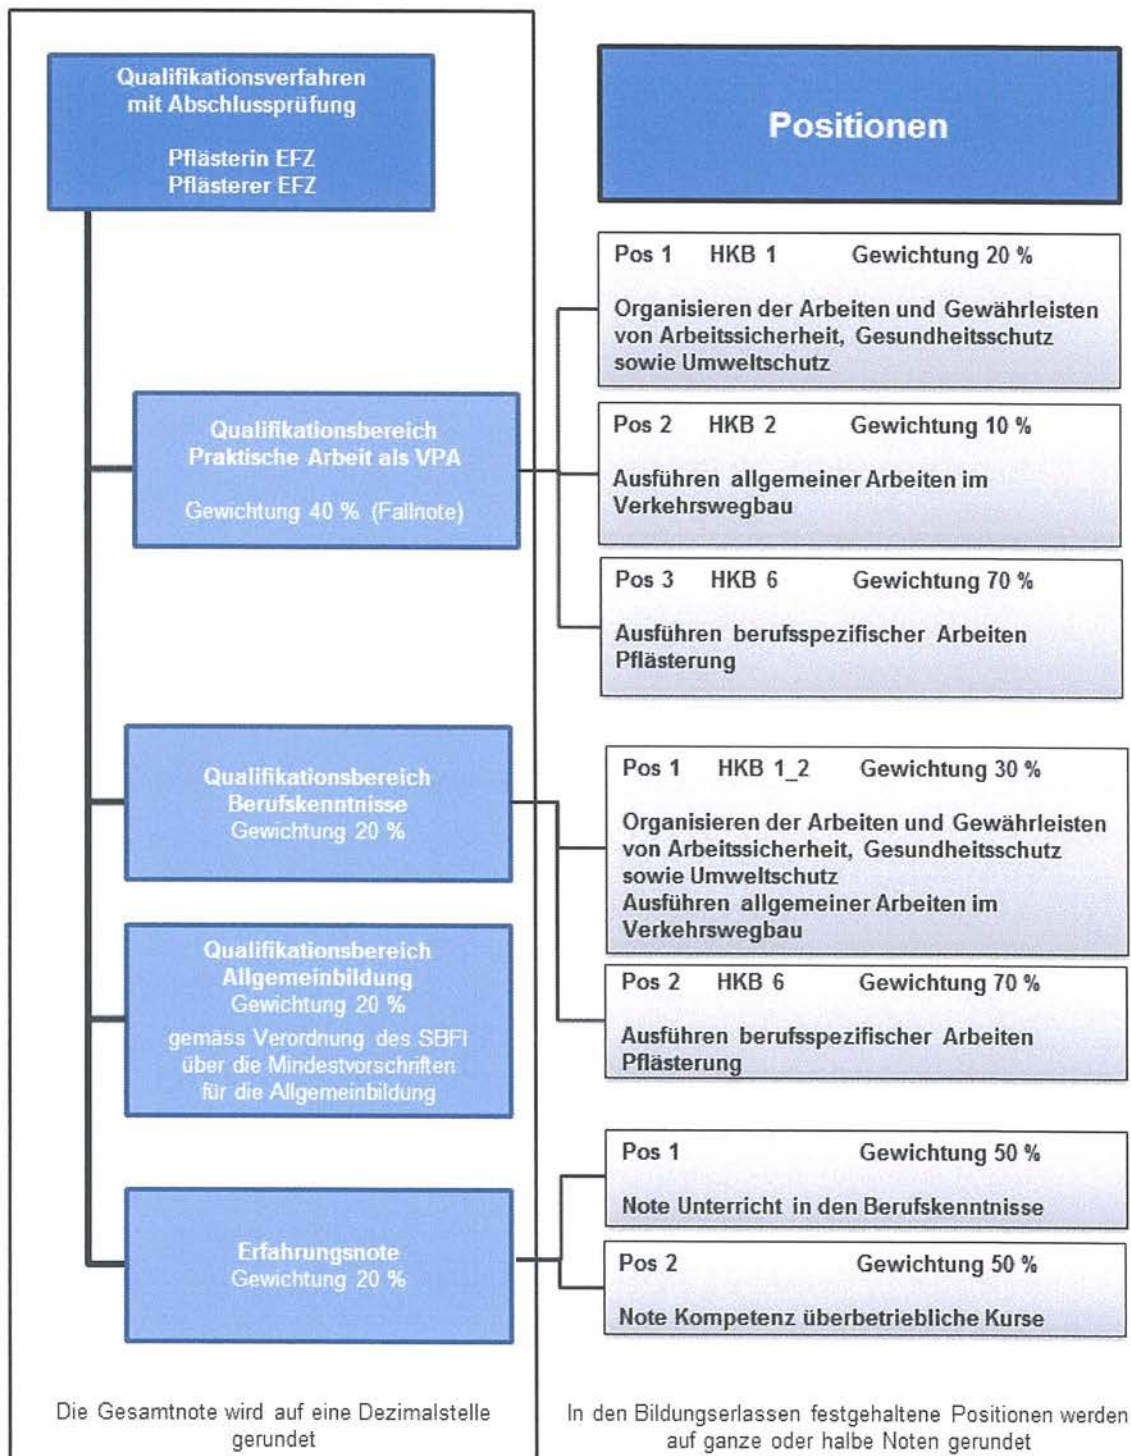 Qualifikationsverfahren
mit Abschlussprüfung
Pflästerin EFZ
Pflästerer EFZ
Positionen
Pos 1 HKB 1 Gewichtung 20 %
Organisieren der Arbeiten und Gewährleisten
von Arbeitssicherheit, Gesundheitsschutz
sowie Umweltschutz
Qualifikationsbereich
Praktische Arbeit als VPA
Gewichtung 40 % (Fallnote)
Pos 2 HKB 2 Gewichtung 10 %
Ausführen allgemeiner Arbeiten im
Verkehrswegbau
Pos 3 HKB 6 Gewichtung 70 %
Ausführen berufsspezifischer Arbeiten
Pflästerung
Qualifikationsbereich
Berufskenntnisse
Gewichtung 20 %
Pos 1 HKB 1_2 Gewichtung 30 %
Organisieren der Arbeiten und Gewährleisten
von Arbeitssicherheit, Gesundheitsschutz
sowie Umweltschutz
Ausführen allgemeiner Arbeiten im
Verkehrswegbau
Qualifikationsbereich
Allgemeinbildung
Gewichtung 20 %
gemäss Verordnung des SBFI
über die Mindestvorschriften
für die Allgemeinbildung
Pos 2 HKB 6 Gewichtung 70 %
Ausführen berufsspezifischer Arbeiten
Pflästerung
Erfahrungsnote
Gewichtung 20 %
Pos 1 Gewichtung 50 %
Note Unterricht in den Berufskenntnisse
Pos 2 Gewichtung 50 %
Note Kompetenz überbetriebliche Kurse
Die Gesamtnote wird auf eine Dezimalstelle
gerundet
In den Bildungserlassen festgehaltene Positionen werden
auf ganze oder halbe Noten gerundet